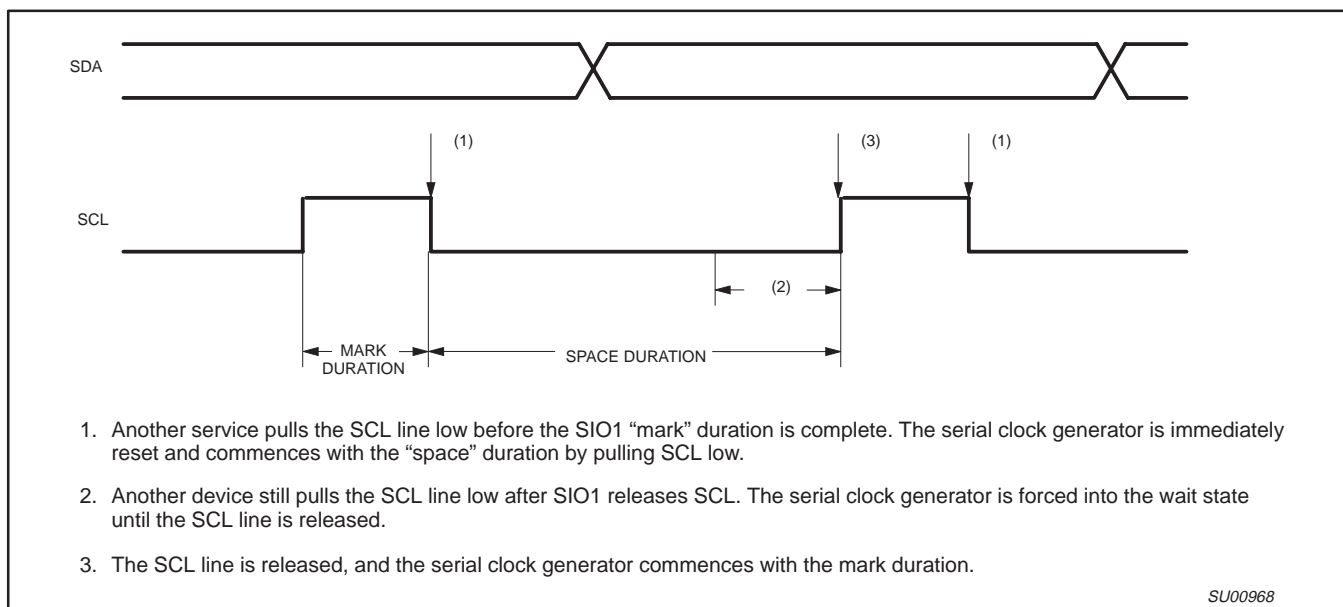 SDA
(1)
(3)
(1)
SCL
(2)
MARK
DURATION
SPACE DURATION
1. Another service pulls the SCL line low before the SIO1 “mark” duration is complete. The serial clock generator is immediately
reset and commences with the “space” duration by pulling SCL low.
2. Another device still pulls the SCL line low after SIO1 releases SCL. The serial clock generator is forced into the wait state
until the SCL line is released.
3. The SCL line is released, and the serial clock generator commences with the mark duration.
SU00968